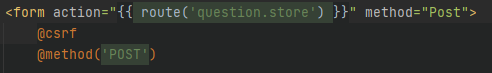 <form action="{{ route('question.store') }}" method="Post">
@csrf
@method('POST')